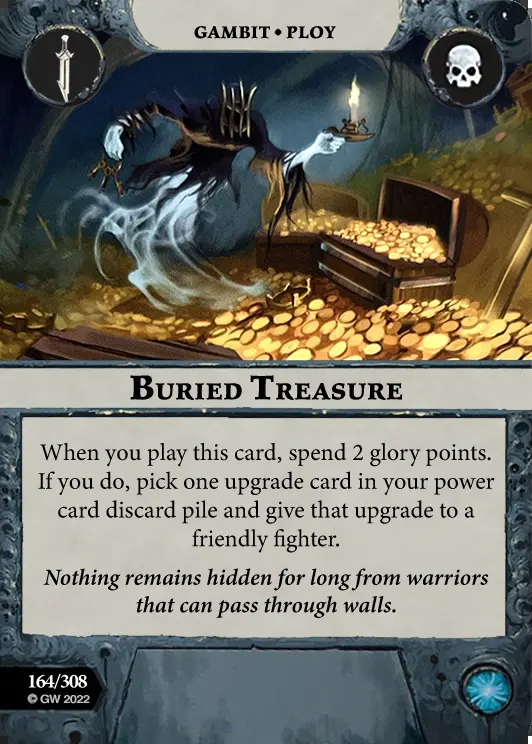 GAMBIT • PLOY
BURIED TREASURE
When you play this card, spend 2 glory points.
If you do, pick one upgrade card in your power
card discard pile and give that upgrade to a
friendly fighter.
Nothing remains hidden for long from warriors
that can pass through walls.
164/308
© GW 2022